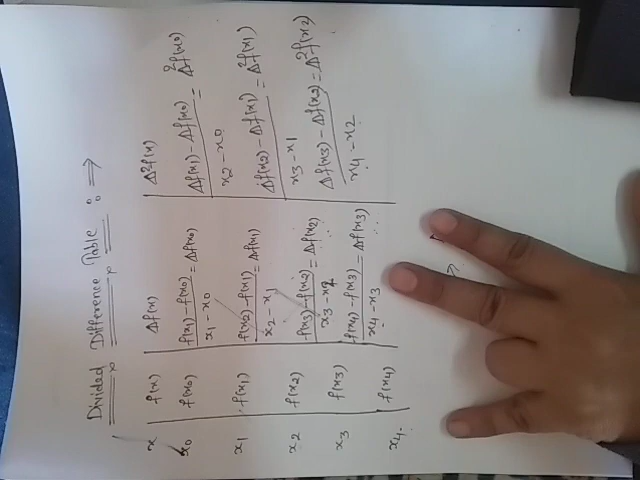 Divided Difference Table :⇒
x f(x) Δf(x) Δ²f(x)
x0 f(x0) f(x1)-f(x0)/x1-x0 = Δf(x0) Δf(x1)-Δf(x0)/x2-x0 = Δ²f(x0)
x1 f(x1) f(x2)-f(x1)/x2-x1 = Δf(x1) Δf(x2)-Δf(x1)/x3-x1 = Δ²f(x1)
x2 f(x2) f(x3)-f(x2)/x3-x2 = Δf(x2) Δf(x3)-Δf(x2)/x4-x2 = Δ²f(x2)
x3 f(x3) f(x4)-f(x3)/x4-x3 = Δf(x3)
x4 f(x4)